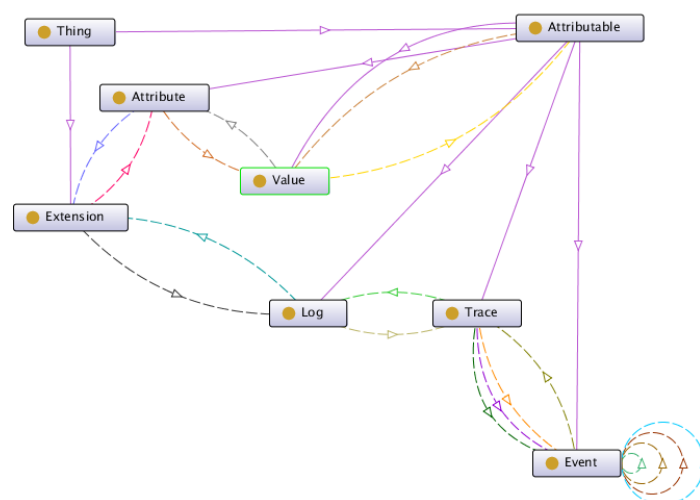 Thing
Attributable
Attribute
Value
Extension
Log
Trace
Event